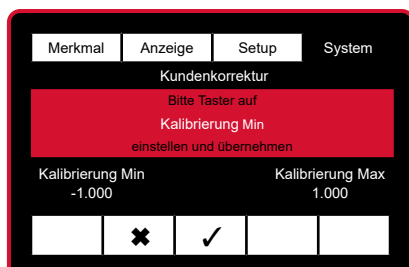 Merkmal Anzeige Setup System
Kundenkorrektur
Bitte Taster auf
Kalibrierung Min
einstellen und übernehmen
Kalibrierung Min Kalibrierung Max
-1.000 1.000
✖ ✓